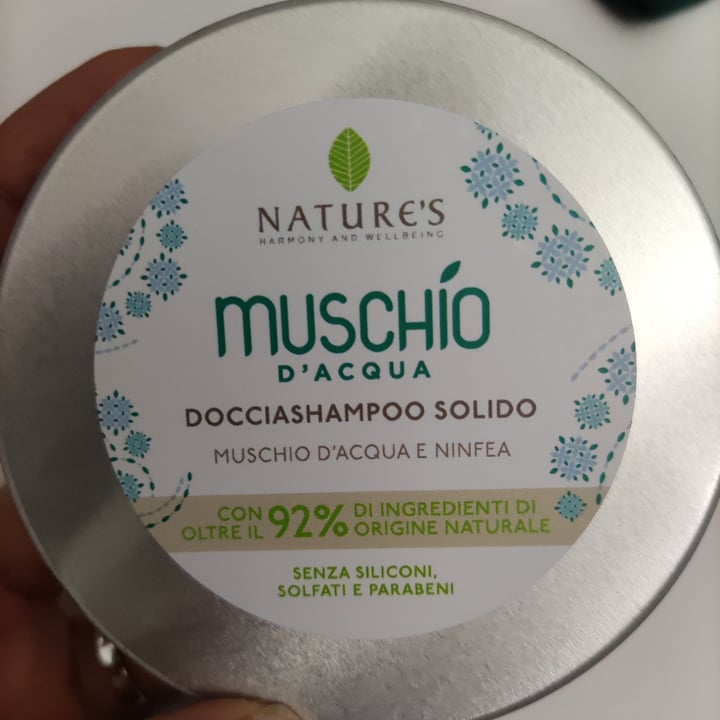 NATURE'S
HARMONY AND WELLBEING
MUSCHIO
D'ACQUA
DOCCIASHAMPOO SOLIDO
MUSCHIO D'ACQUA E NINFEA
CON OLTRE IL 92% DI INGREDIENTI DI ORIGINE NATURALE
SENZA SILICONI,
SOLFATI E PARABENI